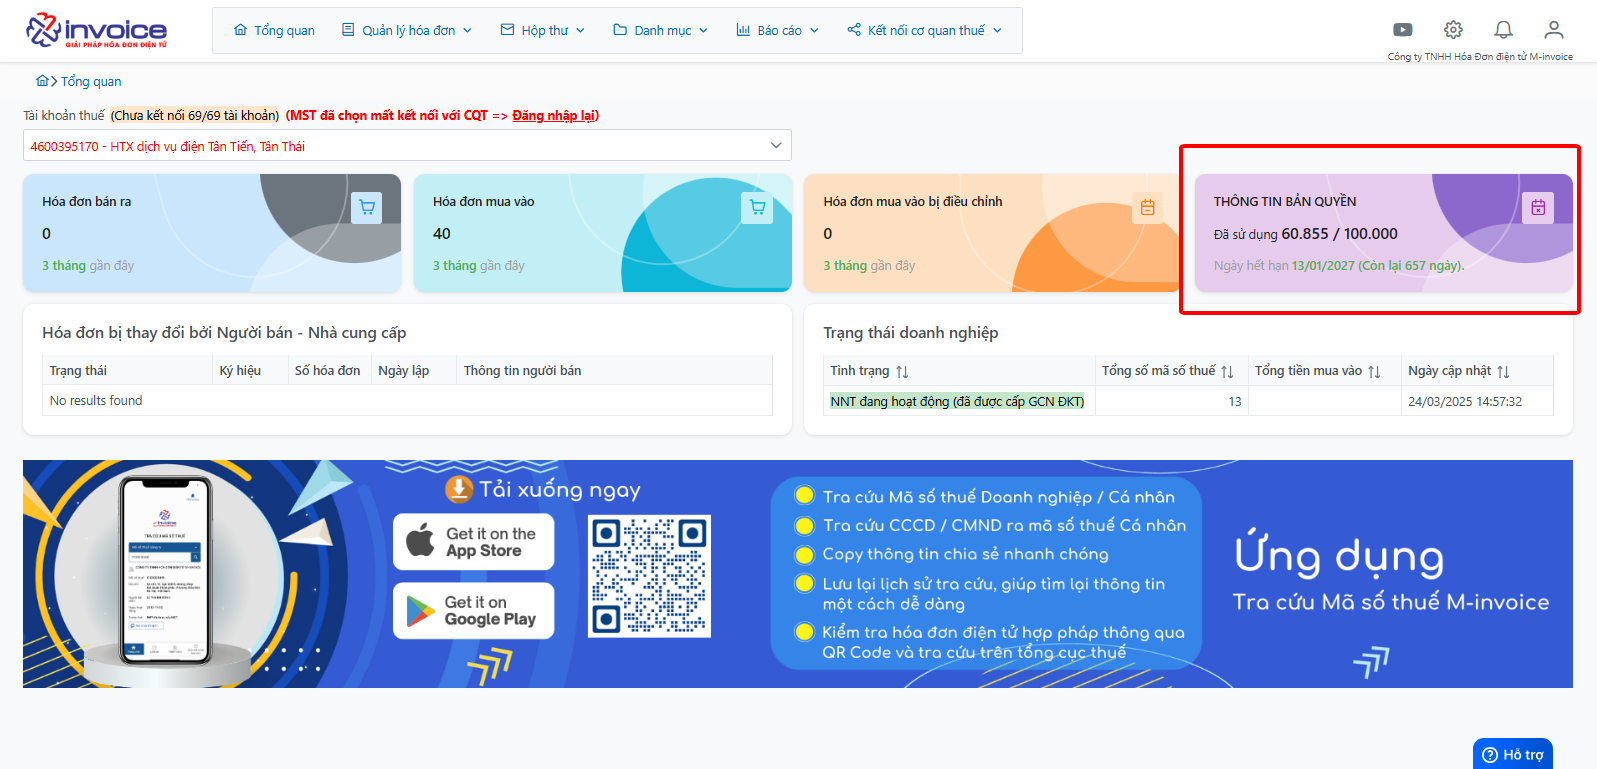 invoice
GIẢI PHÁP HÓA ĐƠN ĐIỆN TỬ
Tổng quan
Quản lý hóa đơn
Hộp thư
Danh mục
Báo cáo
Kết nối cơ quan thuế
Công ty TNHH Hóa Đơn điện tử M-invoice
Tổng quan
Tài khoản thuế (Chưa kết nối 69/69 tài khoản) (MST đã chọn mất kết nối với CQT => Đăng nhập lại)
4600395170 - HTX dịch vụ điện Tân Tiến, Tân Thái
Hóa đơn bán ra
0
3 tháng gần đây
Hóa đơn mua vào
40
3 tháng gần đây
Hóa đơn mua vào bị điều chỉnh
0
3 tháng gần đây
THÔNG TIN BẢN QUYỀN
Đã sử dụng 60.855 / 100.000
Ngày hết hạn 13/01/2027 (Còn lại 657 ngày).
Hóa đơn bị thay đổi bởi Người bán - Nhà cung cấp
Trạng thái Ký hiệu Số hóa đơn Ngày lập Thông tin người bán
No results found
Trạng thái doanh nghiệp
Tình trạng Tổng số mã số thuế Tổng tiền mua vào Ngày cập nhật
NNT đang hoạt động (đã được cấp GCN ĐKT) 13 24/03/2025 14:57:32
invoice
TRA CỨU MÃ SỐ THUẾ
Tải xuống ngay
Get it on the
App Store
Get it on
Google Play
Tra cứu Mã số thuế Doanh nghiệp / Cá nhân
Tra cứu CCCD / CMND ra mã số thuế Cá nhân
Copy thông tin chia sẻ nhanh chóng
Lưu lại lịch sử tra cứu, giúp tìm lại thông tin
một cách dễ dàng
Kiểm tra hóa đơn điện tử hợp pháp thông qua
QR Code và tra cứu trên tổng cục thuế
Ứng dụng
Tra cứu Mã số thuế M-invoice
Hỗ trợ